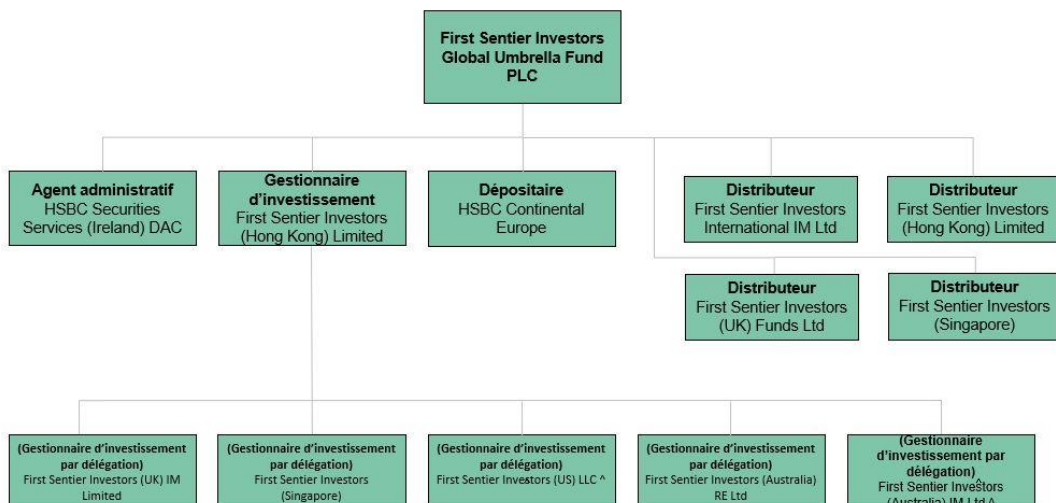 First Sentier Investors
Global Umbrella Fund
PLC
Agent administratif
HSBC Securities
Services (Ireland) DAC
Gestionnaire
d'investissement
First Sentier Investors
(Hong Kong) Limited
Dépositaire
HSBC Continental
Europe
Distributeur
First Sentier Investors
International IM Ltd
Distributeur
First Sentier Investors
(Hong Kong) Limited
Distributeur
First Sentier Investors
(UK) Funds Ltd
Distributeur
First Sentier Investors
(Singapore)
(Gestionnaire d'investissement
par délégation)
First Sentier Investors (UK) IM
Limited
(Gestionnaire d'investissement
par délégation)
First Sentier Investors
(Singapore)
(Gestionnaire d'investissement
par délégation)
First Sentier Investors (US) LLC ^
(Gestionnaire d'investissement
par délégation)
First Sentier Investors (Australia)
RE Ltd
(Gestionnaire
d'investissement par
délégation)
First Sentier Investors
(Australia) IM Ltd ^